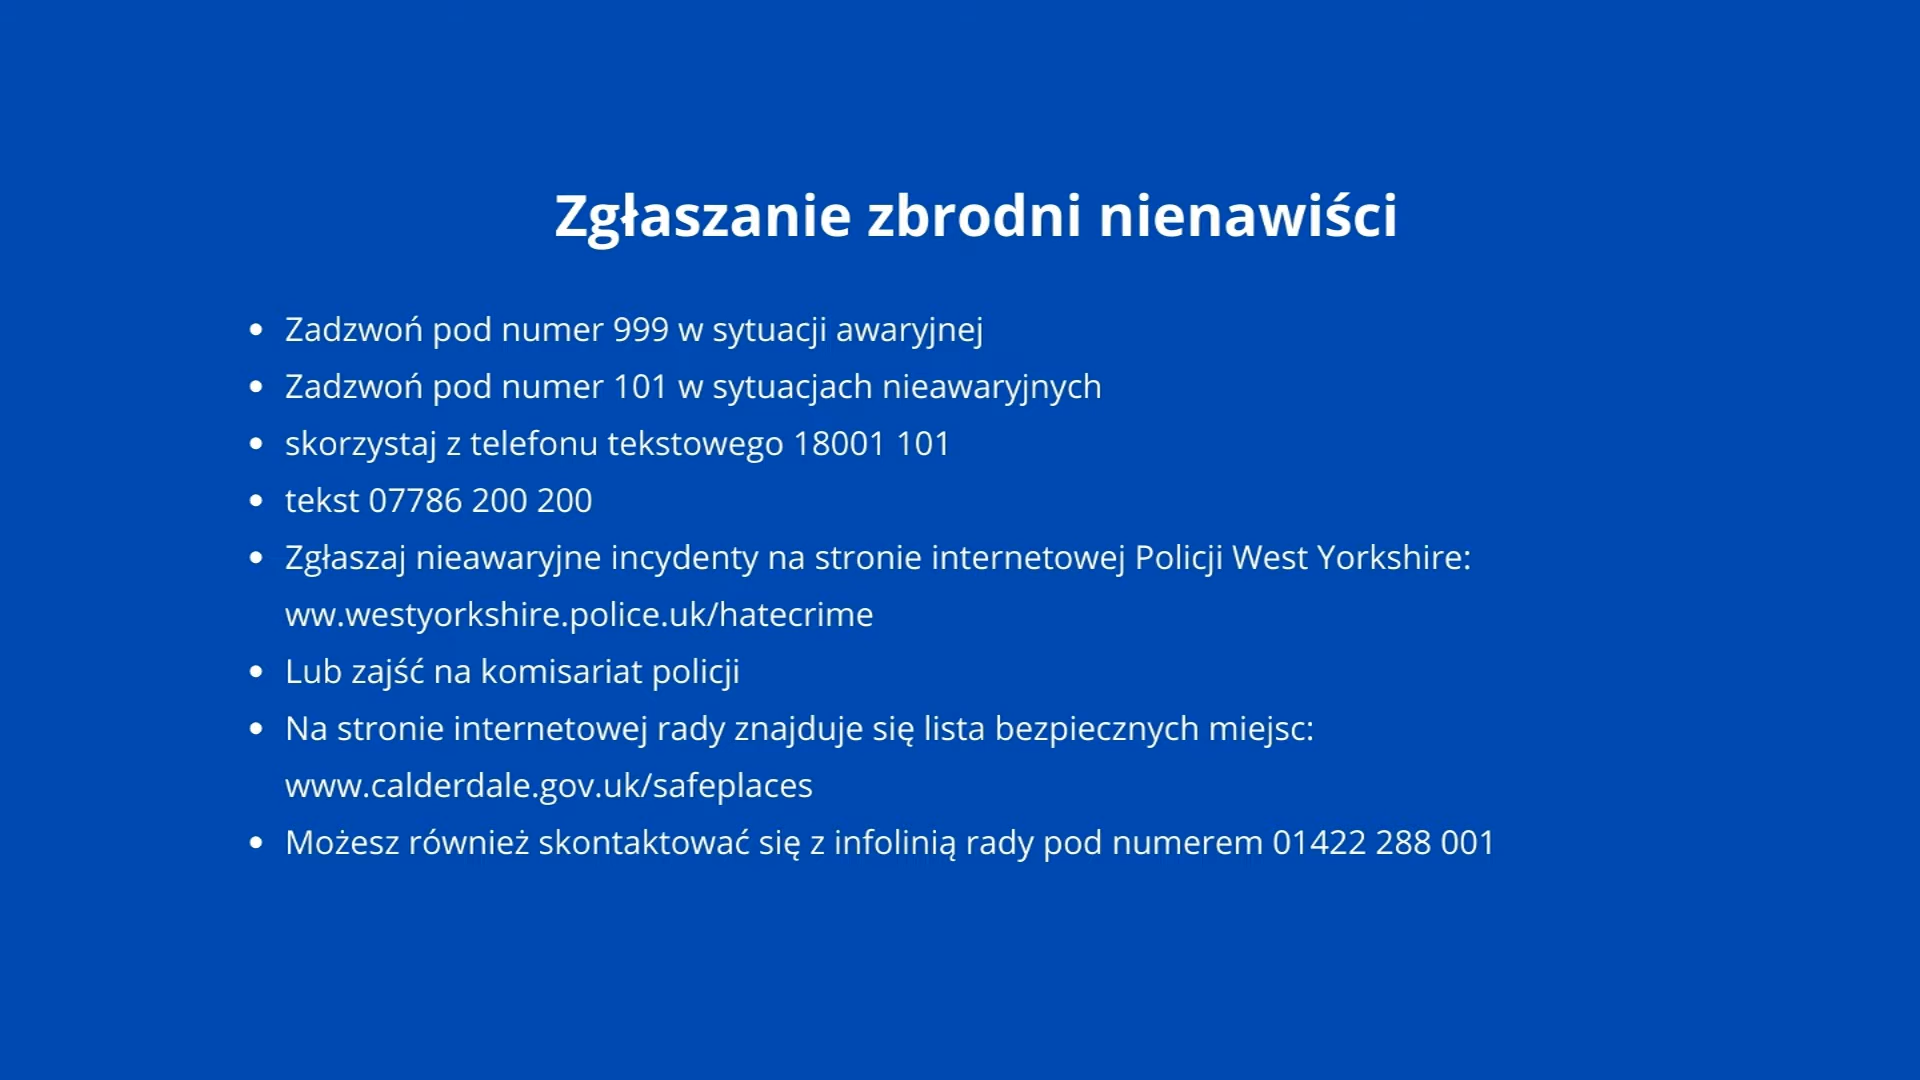 Zgłaszanie zbrodni nienawiści
• Zadzwoń pod numer 999 w sytuacji awaryjnej
• Zadzwoń pod numer 101 w sytuacjach nieawaryjnych
• skorzystaj z telefonu tekstowego 18001 101
• tekst 07786 200 200
• Zgłaszaj nieawaryjne incydenty na stronie internetowej Policji West Yorkshire:
ww.westyorkshire.police.uk/hatecrime
• Lub zajść na komisariat policji
• Na stronie internetowej rady znajduje się lista bezpiecznych miejsc:
www.calderdale.gov.uk/safeplaces
• Możesz również skontaktować się z infolinią rady pod numerem 01422 288 001